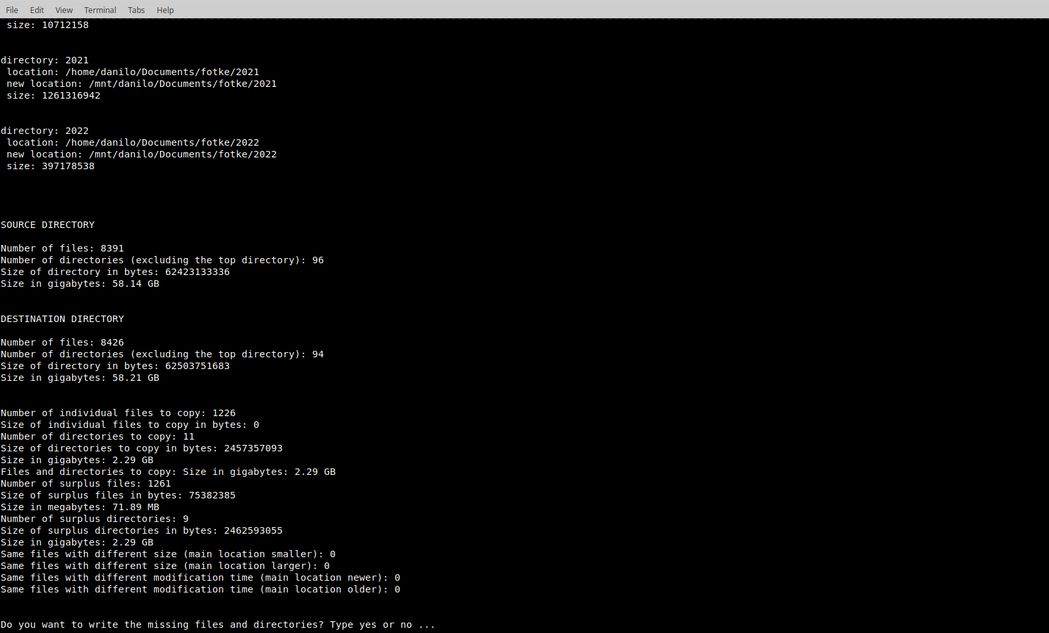 File Edit View Terminal Tabs Help
size: 10712158
directory: 2021
location: /home/danilo/Documents/fotke/2021
new location: /mnt/danilo/Documents/fotke/2021
size: 1261316942
directory: 2022
location: /home/danilo/Documents/fotke/2022
new location: /mnt/danilo/Documents/fotke/2022
size: 397178538
SOURCE DIRECTORY
Number of files: 8391
Number of directories (excluding the top directory): 96
Size of directory in bytes: 62423133336
Size in gigabytes: 58.14 GB
DESTINATION DIRECTORY
Number of files: 8426
Number of directories (excluding the top directory): 94
Size of directory in bytes: 62503751683
Size in gigabytes: 58.21 GB
Number of individual files to copy: 1226
Size of individual files to copy in bytes: 0
Number of directories to copy: 11
Size of directories to copy in bytes: 2457357093
Size in gigabytes: 2.29 GB
Files and directories to copy: Size in gigabytes: 2.29 GB
Number of surplus files: 1261
Size of surplus files in bytes: 75382385
Size in megabytes: 71.89 MB
Number of surplus directories: 9
Size of surplus directories in bytes: 2462593055
Size in gigabytes: 2.29 GB
Same files with different size (main location smaller): 0
Same files with different size (main location larger): 0
Same files with different modification time (main location newer): 0
Same files with different modification time (main location older): 0
Do you want to write the missing files and directories? Type yes or no ...